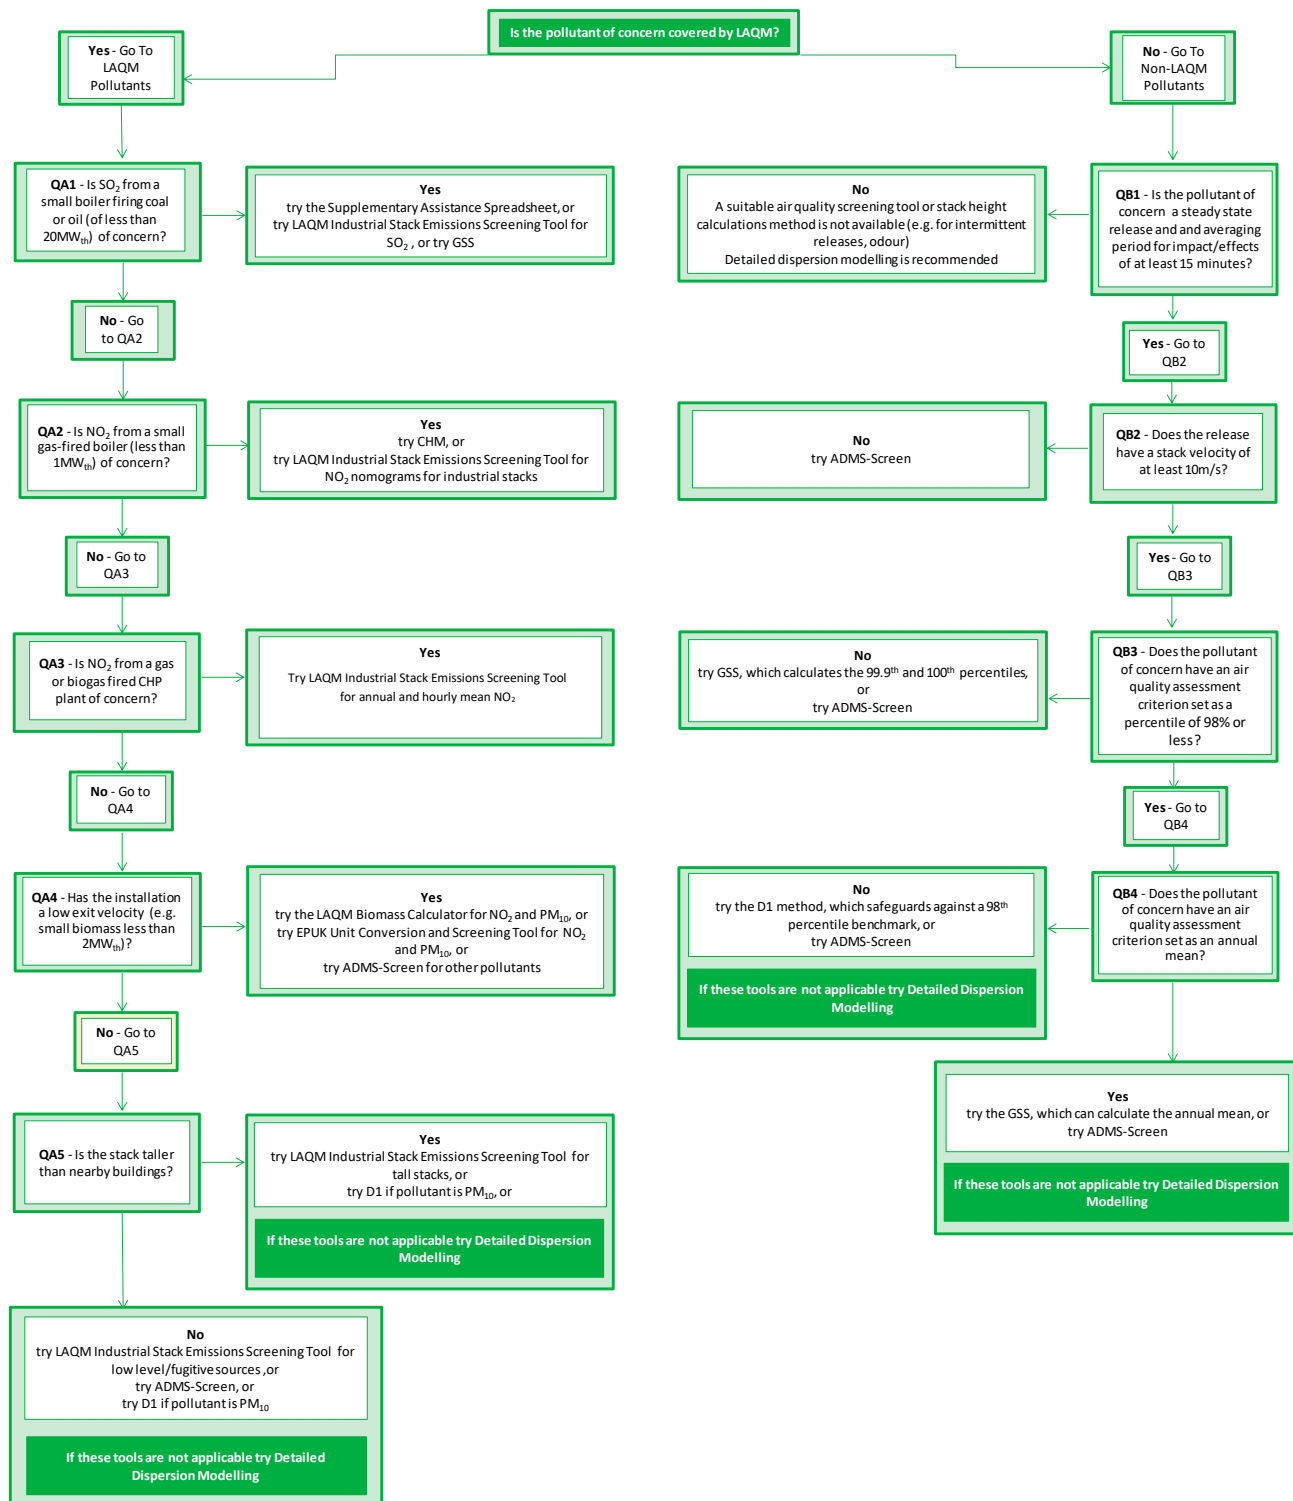 Is the pollutant of concern covered by LAQM?
Yes - Go To
LAQM
Pollutants
QA1 - Is SO2 from a
small boiler firing coal
or oil (of less than
20MWth) of concern?
Yes
try the Supplementary Assistance Spreadsheet, or
try LAQM Industrial Stack Emissions Screening Tool for
SO2 , or try GSS
No - Go
to QA2
QA2 - Is NO2 from a small
gas-fired boiler (less than
1MWth) of concern?
Yes
try CHM, or
try LAQM Industrial Stack Emissions Screening Tool for
NO2 nomograms for industrial stacks
No - Go to
QA3
QA3 - Is NO2 from a gas
or biogas fired CHP
plant of concern?
Yes
Try LAQM Industrial Stack Emissions Screening Tool
for annual and hourly mean NO2
No - Go to
QA4
QA4 - Has the installation
a low exit velocity (e.g.
small biomass less than
2MWth)?
Yes
try the LAQM Biomass Calculator for NO2 and PM10, or
try EPUK Unit Conversion and Screening Tool for NO2
and PM10, or
try ADMS-Screen for other pollutants
No - Go to
QA5
QA5 - Is the stack taller
than nearby buildings?
Yes
try LAQM Industrial Stack Emissions Screening Tool for
tall stacks, or
try D1 if pollutant is PM10, or
If these tools are not applicable try Detailed Dispersion
Modelling
No
try LAQM Industrial Stack Emissions Screening Tool for
low level/fugitive sources ,or
try ADMS-Screen, or
try D1 if pollutant is PM10
If these tools are not applicable try Detailed
Dispersion Modelling
No - Go To
Non-LAQM
Pollutants
QB1 - Is the pollutant of
concern a steady state
release and and averaging
period for impact/effects
of at least 15 minutes?
No
A suitable air quality screening tool or stack height
calculations method is not available (e.g. for intermittent
releases, odour)
Detailed dispersion modelling is recommended
Yes - Go to
QB2
QB2 - Does the release
have a stack velocity of
at least 10m/s?
No
try ADMS-Screen
Yes - Go to
QB3
QB3 - Does the pollutant
of concern have an air
quality assessment
criterion set as a
percentile of 98% or
less?
No
try GSS, which calculates the 99.9th and 100th percentiles,
or
try ADMS-Screen
Yes - Go to
QB4
QB4 - Does the pollutant
of concern have an air
quality assessment
criterion set as an annual
mean?
No
try the D1 method, which safeguards against a 98th
percentile benchmark, or
try ADMS-Screen
If these tools are not applicable try Detailed Dispersion
Modelling
Yes
try the GSS, which can calculate the annual mean, or
try ADMS-Screen
If these tools are not applicable try Detailed Dispersion
Modelling